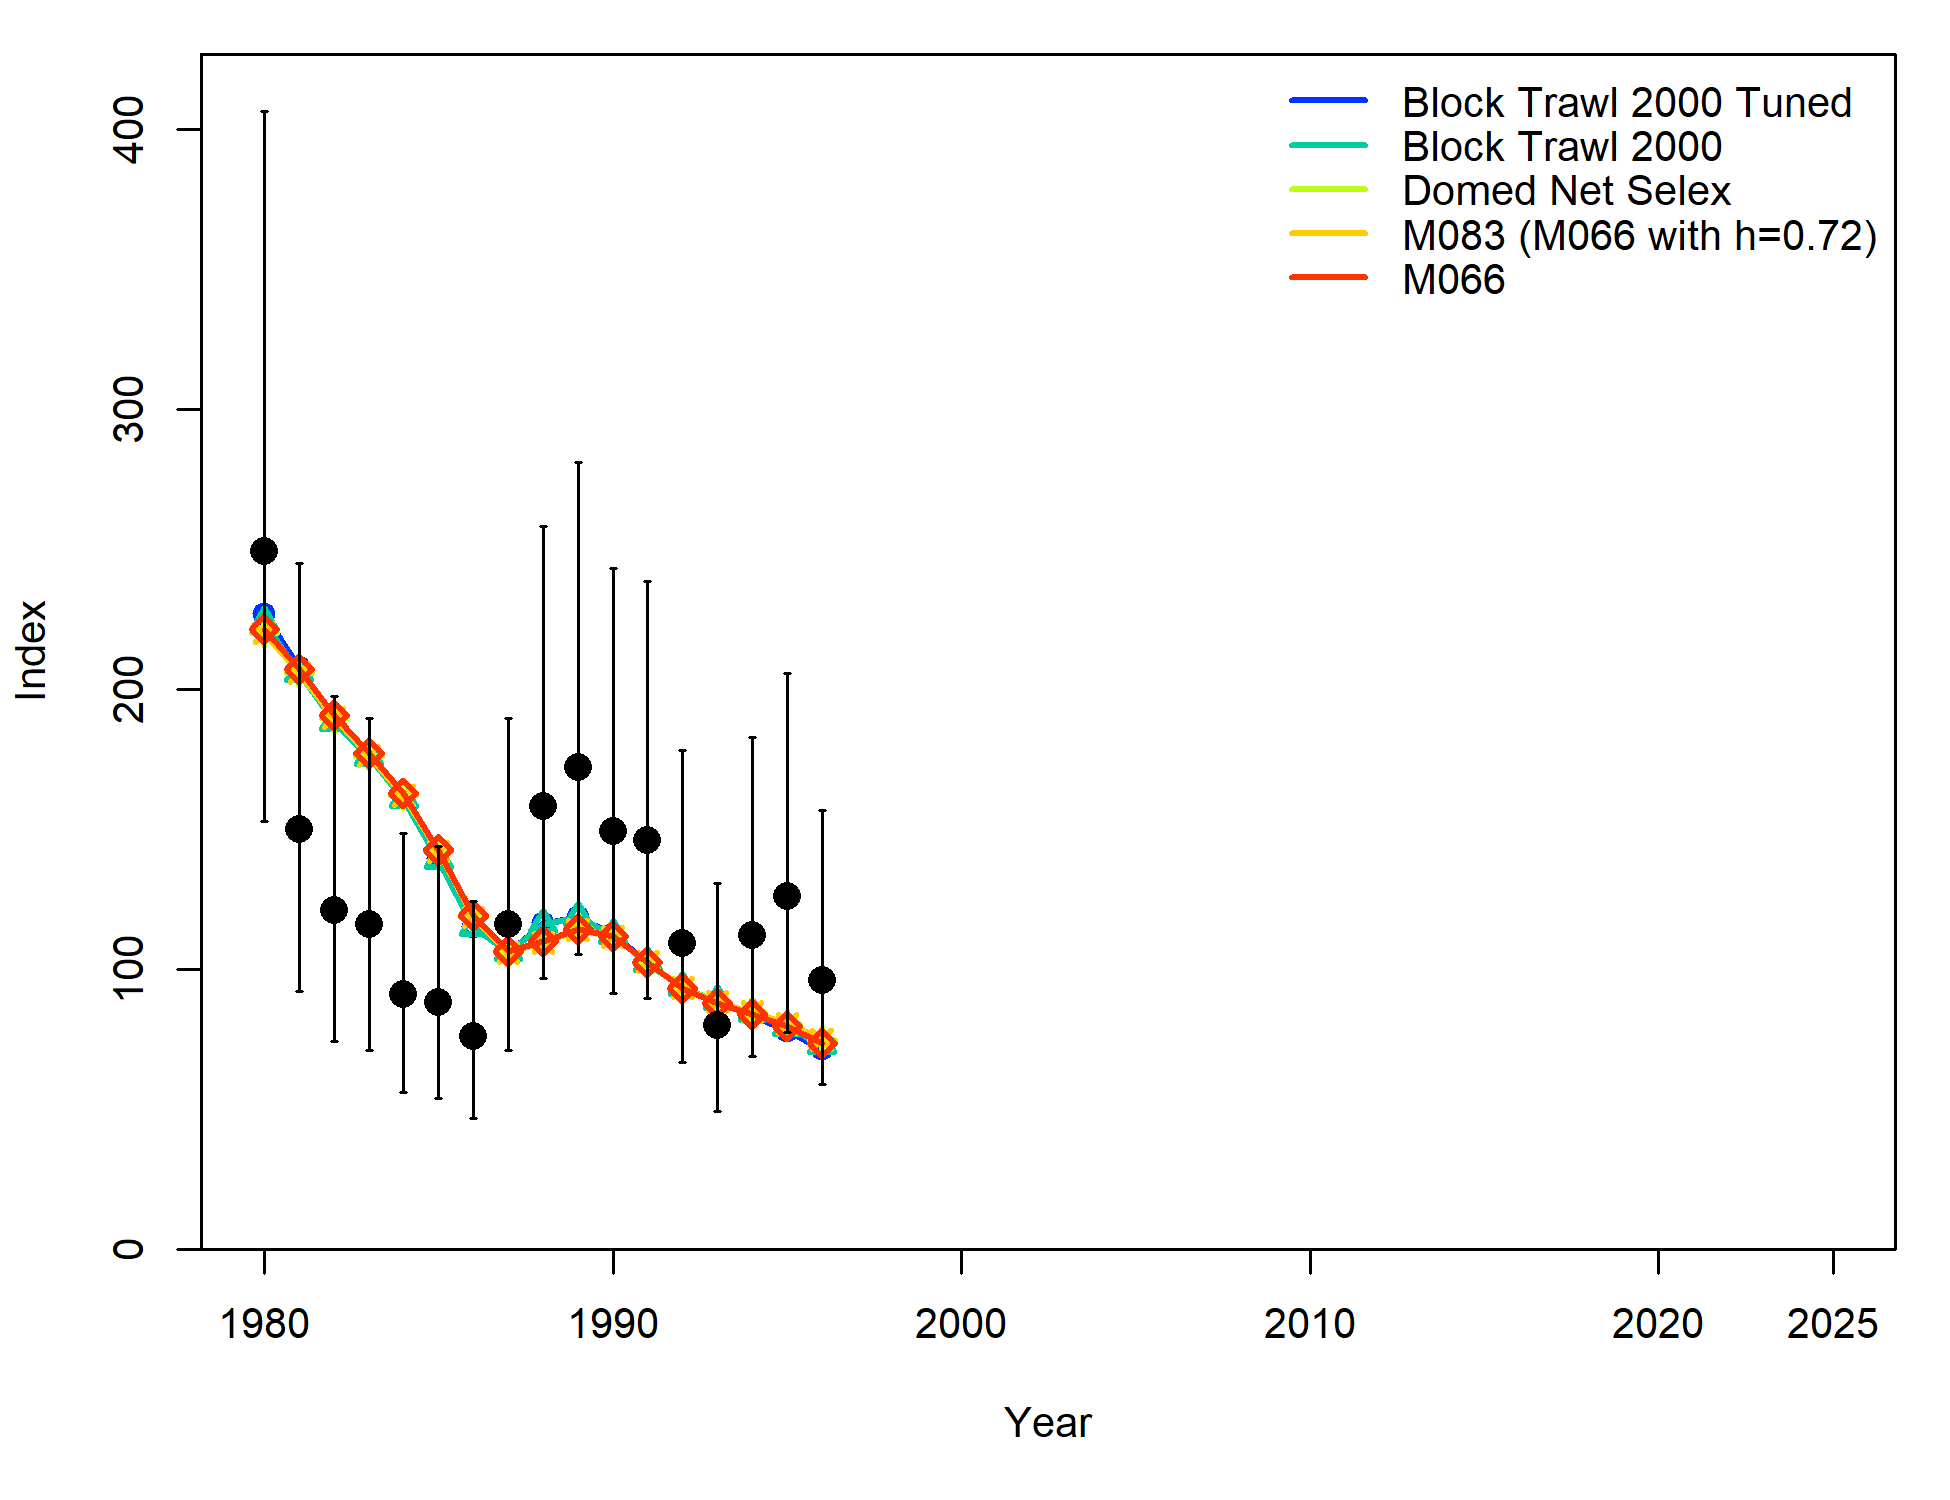 Block Trawl 2000 Tuned
Block Trawl 2000
Domed Net Selex
M083 (M066 with h=0.72)
M066
400
300
200
100
0
Index
1980
1990
2000
2010
2020
2025
Year